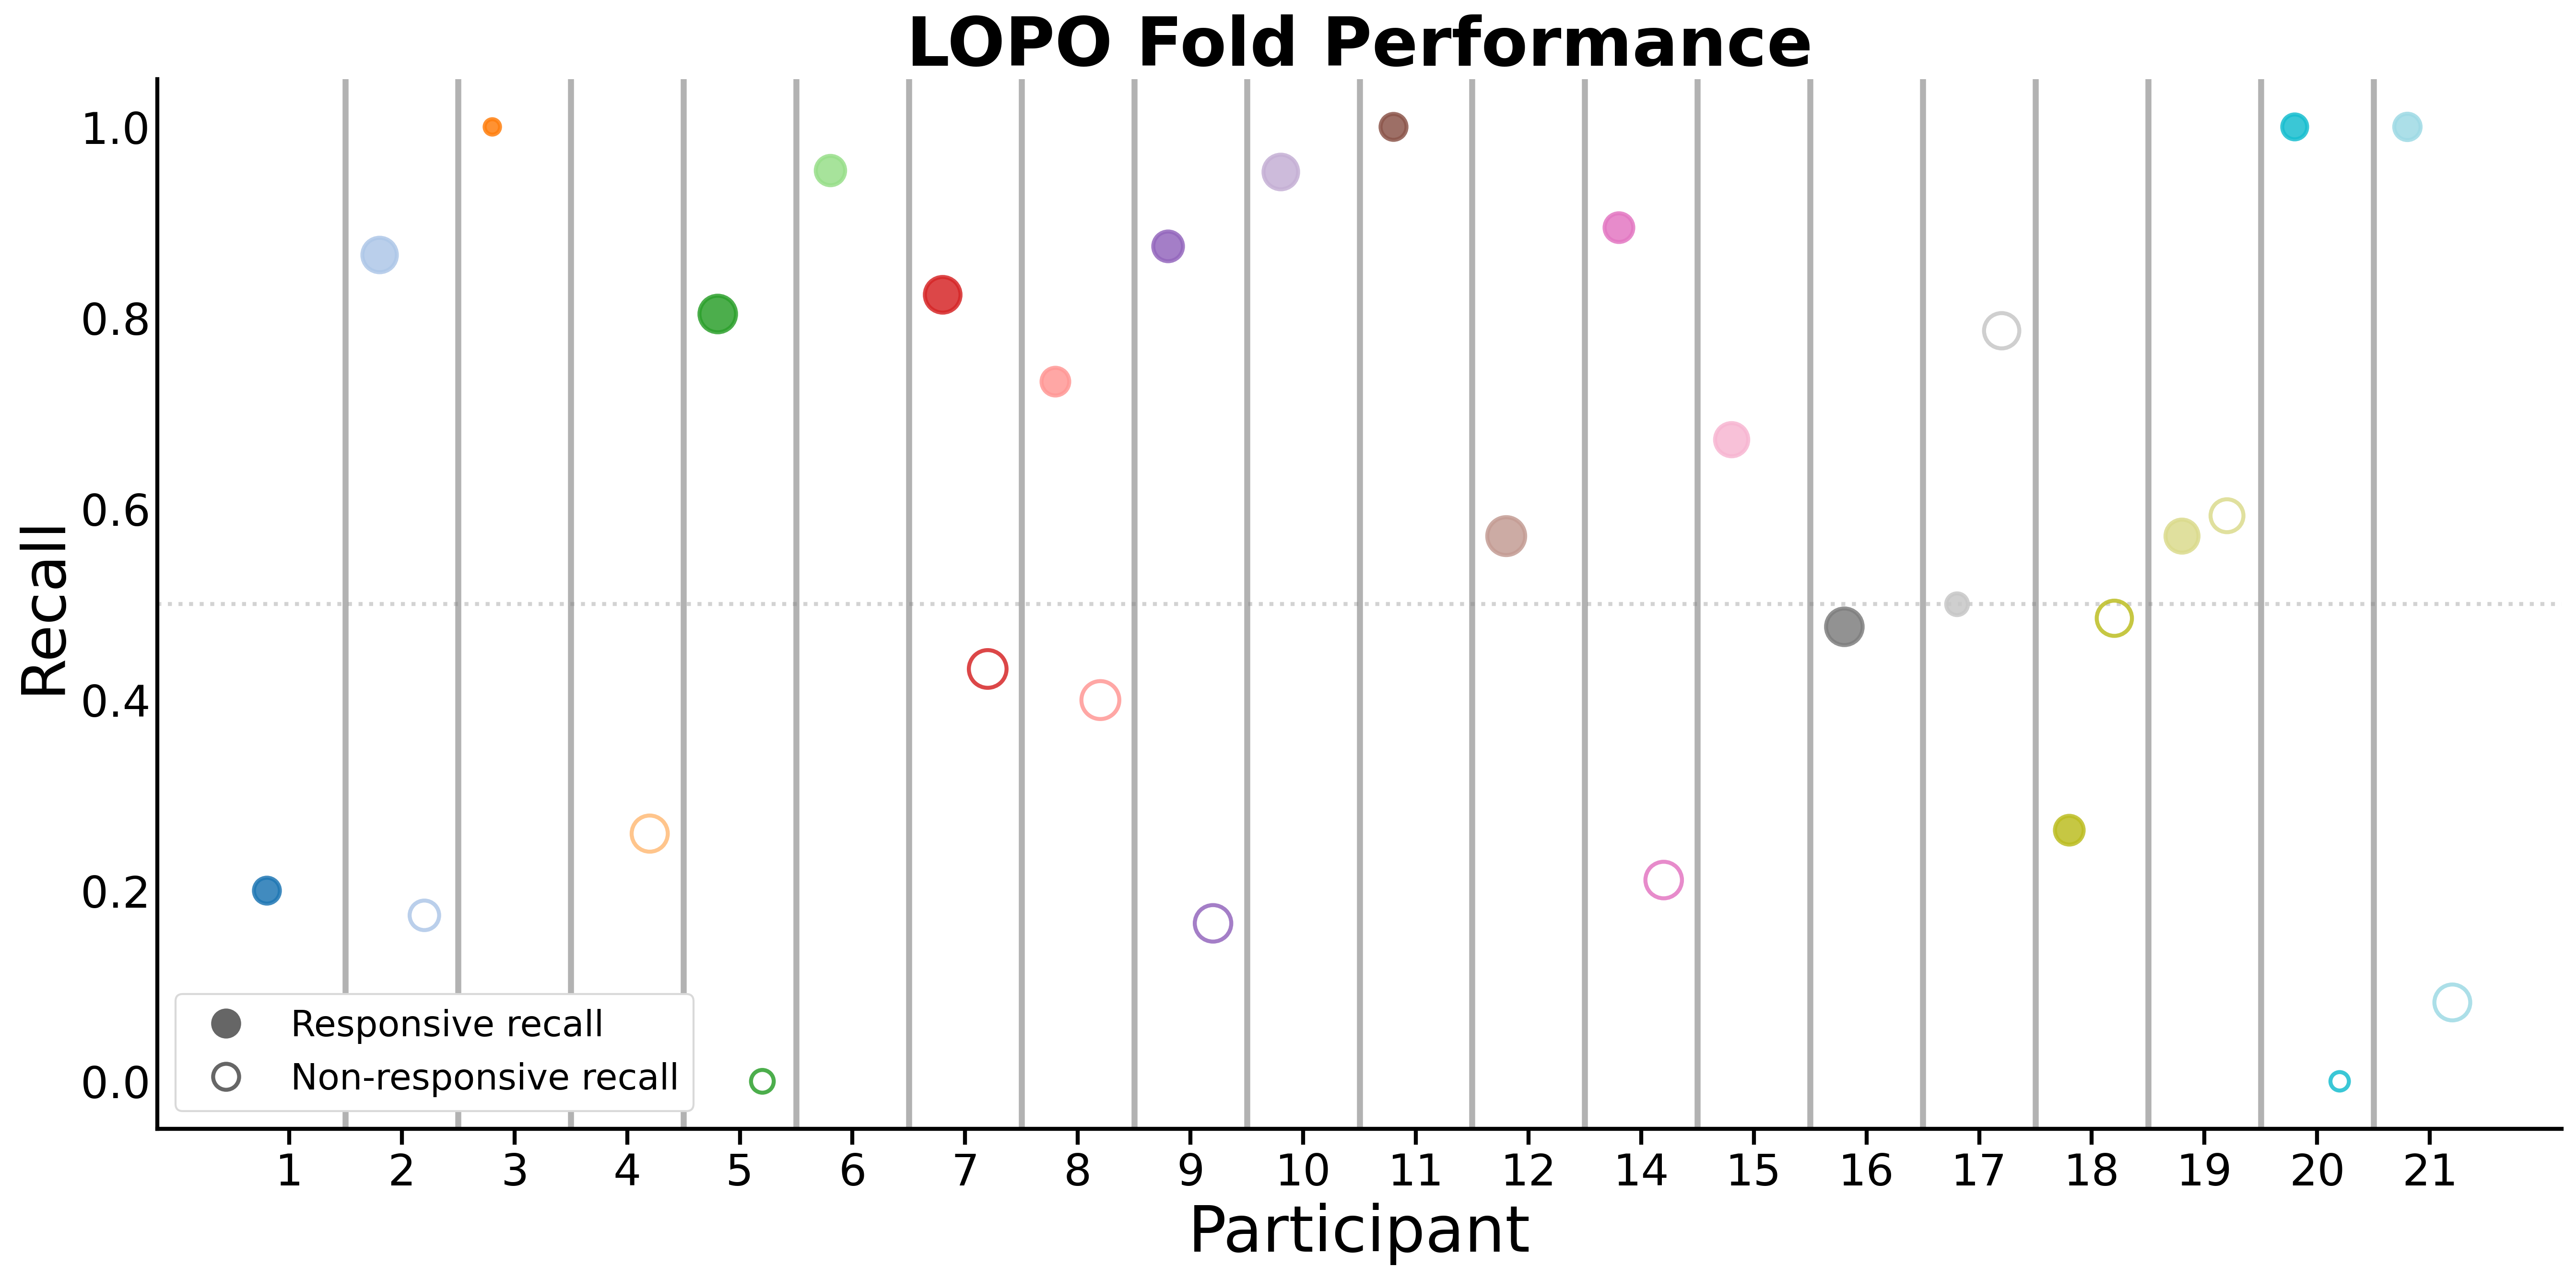 LOPO Fold Performance
1.0
0.8
0.6
0.4
0.2
0.0
Recall
Responsive recall
Non-responsive recall
1 2 3 4 5 6 7 8 9 10 11 12 14 15 16 17 18 19 20 21
Participant